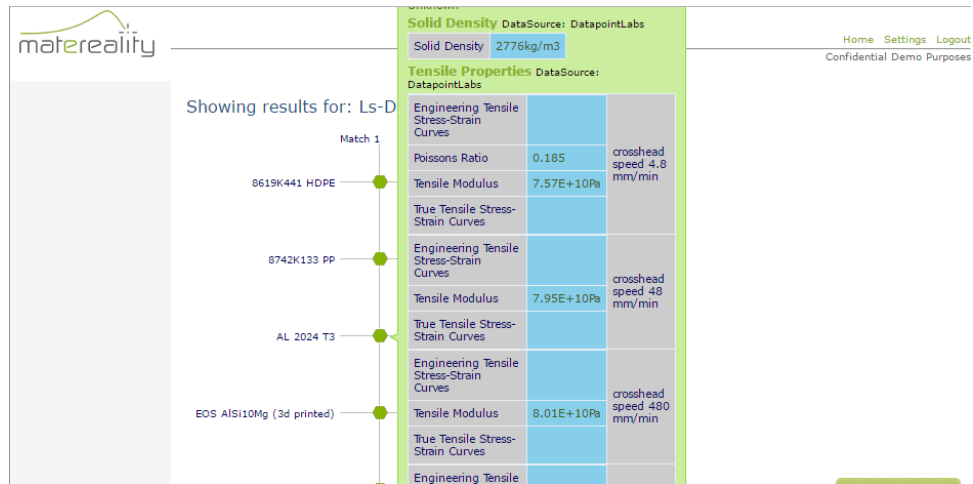 Unknown
matereality
Home Settings Logout
Confidential Demo Purposes
Showing results for: Ls-D
Match 1
8619K441 HDPE
8742K133 PP
AL 2024 T3
EOS AlSi10Mg (3d printed)
Solid Density DataSource: DatapointLabs
Solid Density 2776kg/m3
Tensile Properties DataSource:
DatapointLabs
Engineering Tensile
Stress-Strain
Curves
Poissons Ratio 0.185
Tensile Modulus 7.57E+10Pa
True Tensile Stress-
Strain Curves
crosshead
speed 4.8
mm/min
Engineering Tensile
Stress-Strain
Curves
Tensile Modulus 7.95E+10Pa
True Tensile Stress-
Strain Curves
crosshead
speed 48
mm/min
Engineering Tensile
Stress-Strain
Curves
Tensile Modulus 8.01E+10Pa
True Tensile Stress-
Strain Curves
crosshead
speed 480
mm/min
Engineering Tensile